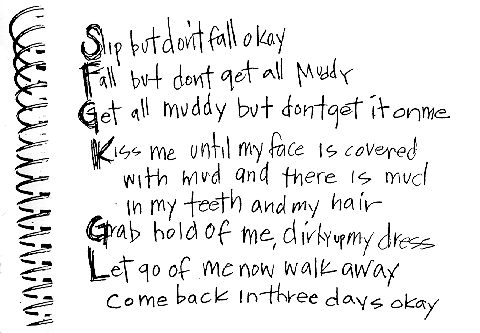 Slip but don't fall okay
Fall but dont get all muddy
Get all muddy but dont get it on me
Kiss me until my face is covered
with mud and there is mud
in my teeth and my hair
Grab hold of me, dirty up my dress
Let go of me now walk away
come back in three days okay